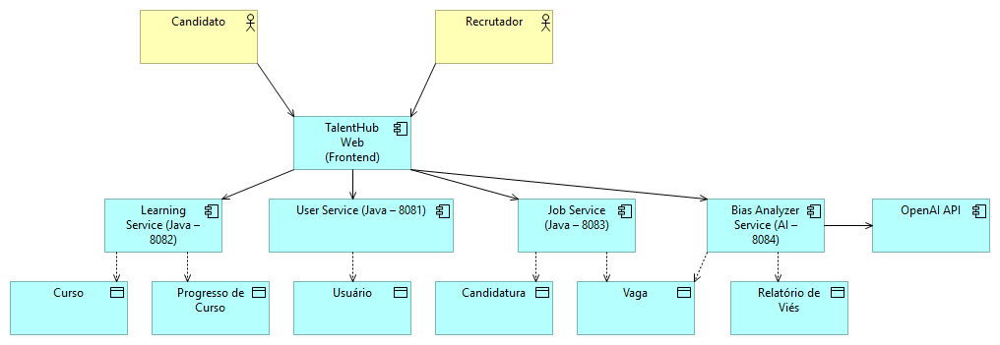 Candidato
Recrutador
TalentHub
Web
(Frontend)
Learning
Service (Java –
8082)
User Service (Java – 8081)
Job Service
(Java – 8083)
Bias Analyzer
Service (AI –
8084)
OpenAI API
Curso
Progresso de
Curso
Usuário
Candidatura
Vaga
Relatório de
Viés